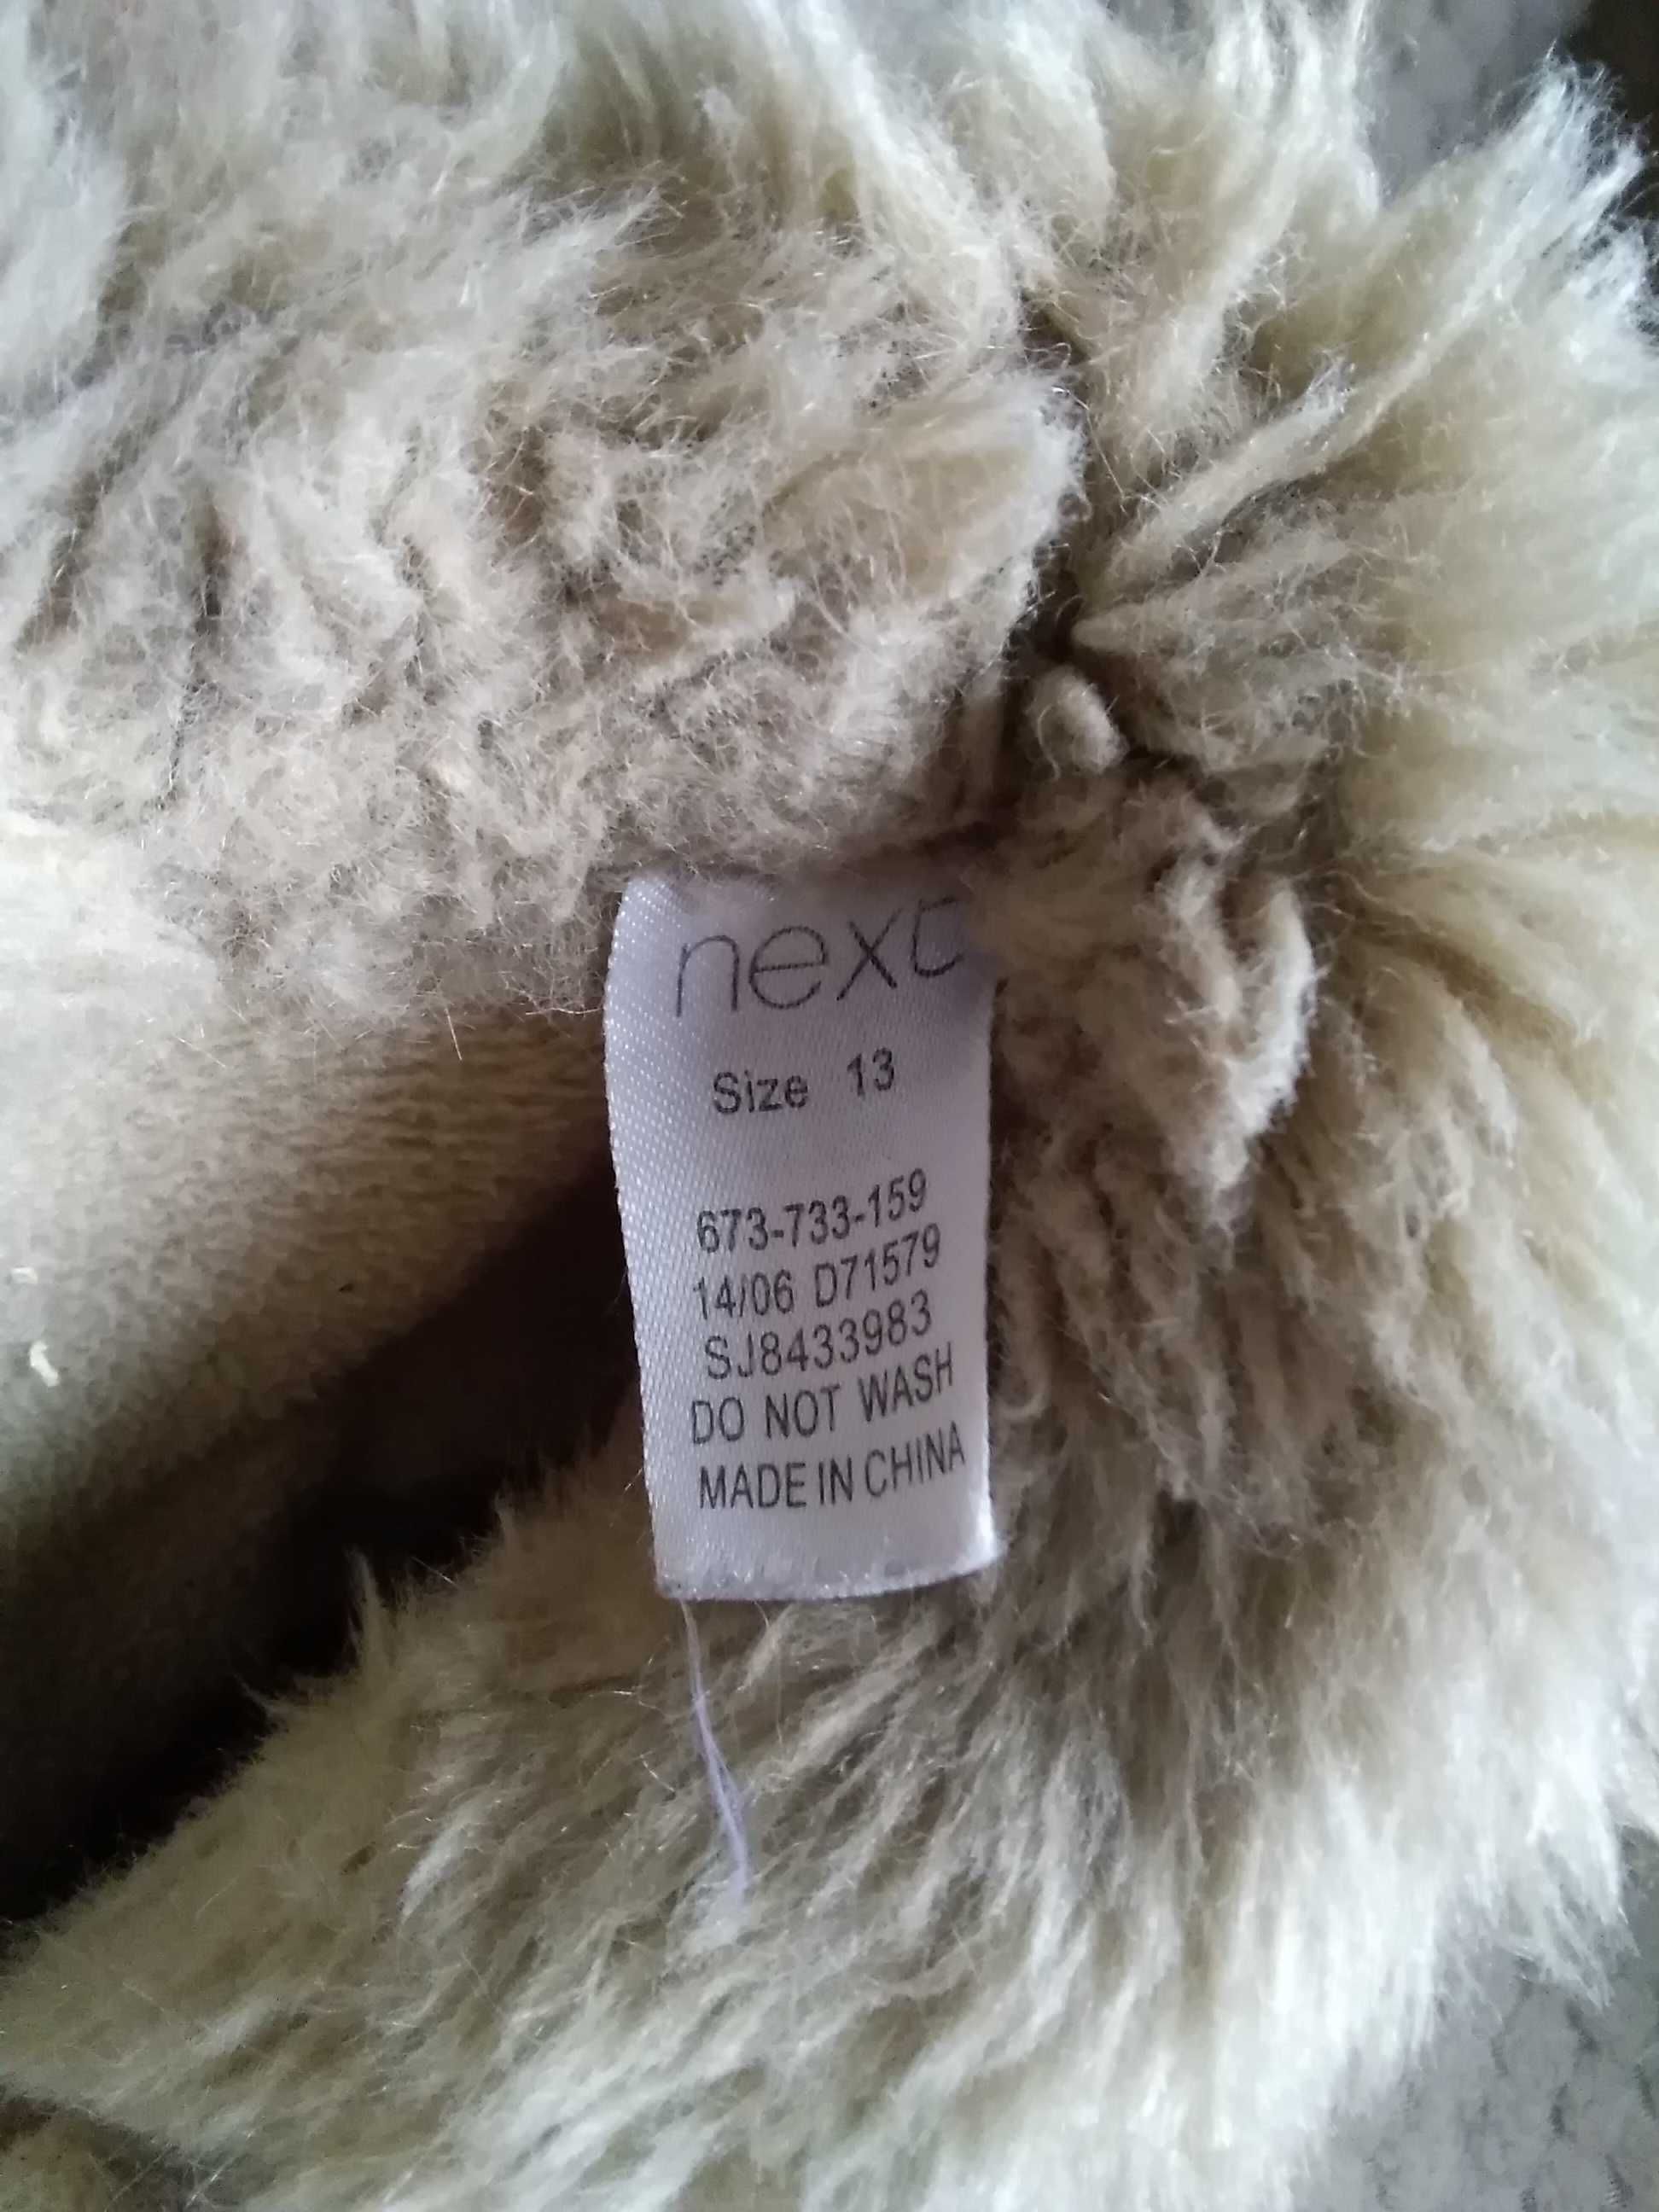 next
Size 13
673-733-159
14/06 D71579
SJ8433983
DO NOT WASH
MADE IN CHINA